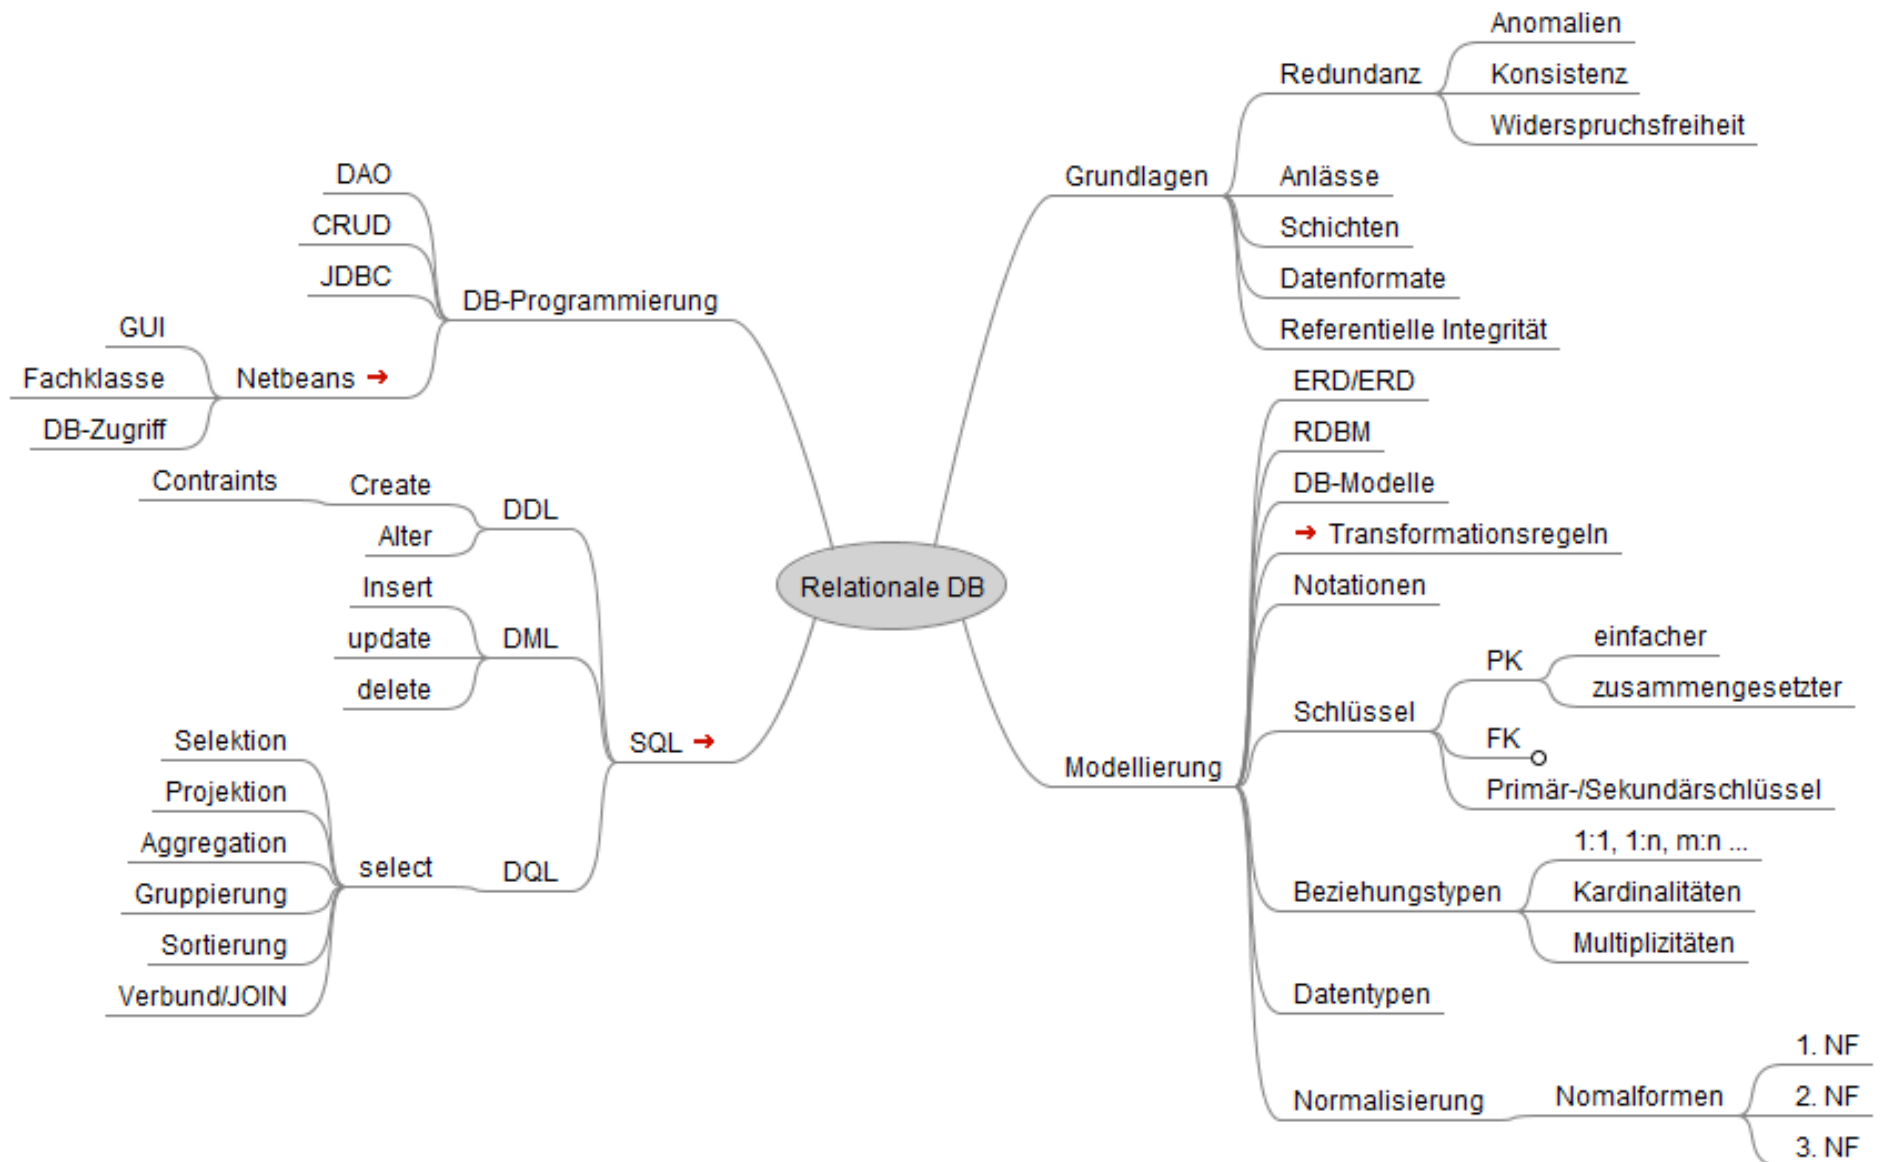 Relationale DB
Grundlagen
Redundanz
Anomalien
Konsistenz
Widerspruchsfreiheit
Anlässe
Schichten
Datenformate
Referentielle Integrität
Modellierung
ERD/ERD
RDBM
DB-Modelle
Transformationsregeln
Notationen
Schlüssel
PK
einfacher
zusammengesetzter
FK
Primär-/Sekundärschlüssel
Beziehungstypen
1:1, 1:n, m:n ...
Kardinalitäten
Multiplizitäten
Datentypen
Normalisierung
Nomalformen
1. NF
2. NF
3. NF
DB-Programmierung
DAO
CRUD
JDBC
Netbeans
GUI
Fachklasse
DB-Zugriff
SQL
DDL
Create
Contraints
Alter
DML
Insert
update
delete
DQL
select
Selektion
Projektion
Aggregation
Gruppierung
Sortierung
Verbund/JOIN